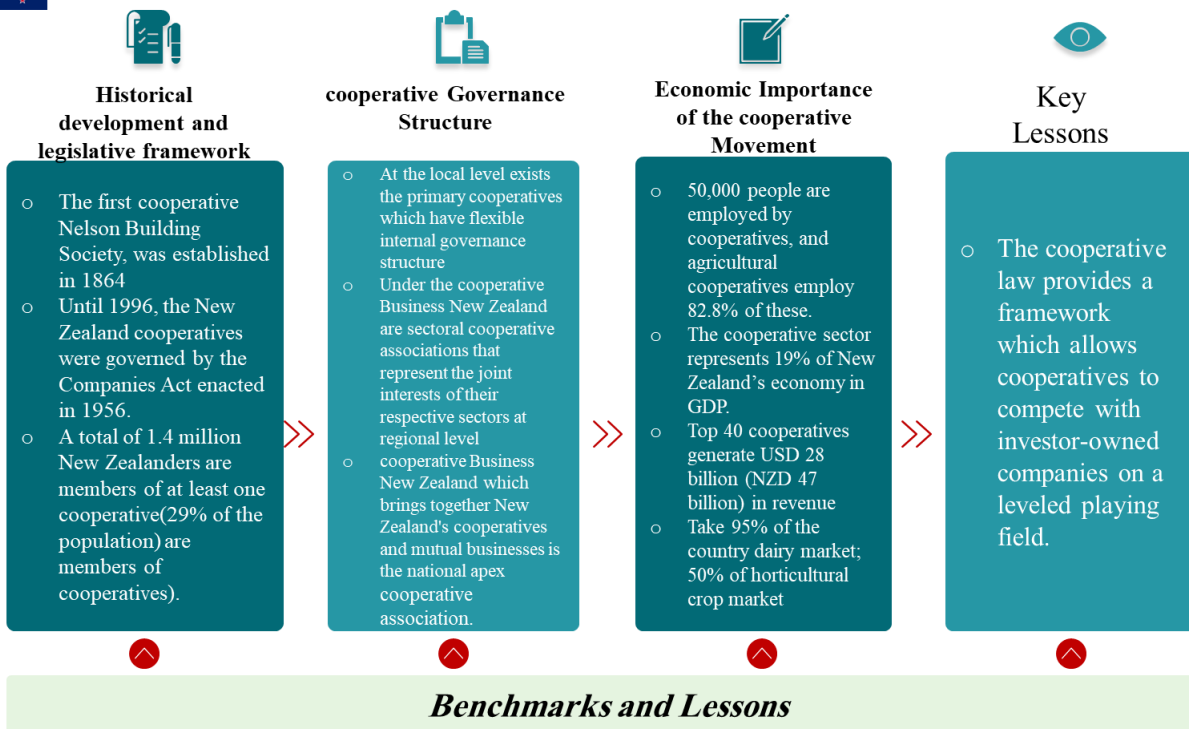 Historical
development and
legislative framework
○ The first cooperative
Nelson Building
Society, was established
in 1864
○ Until 1996, the New
Zealand cooperatives
were governed by the
Companies Act enacted
in 1956.
○ A total of 1.4 million
New Zealanders are
members of at least one
cooperative(29% of the
population) are
members of
cooperatives).
cooperative Governance
Structure
○ At the local level exists
the primary cooperatives
which have flexible
internal governance
structure
○ Under the cooperative
Business New Zealand
are sectoral cooperative
associations that
represent the joint
interests of their
respective sectors at
regional level
○ cooperative Business
New Zealand which
brings together New
Zealand's cooperatives
and mutual businesses is
the national apex
cooperative
association.
Economic Importance
of the cooperative
Movement
○ 50,000 people are
employed by
cooperatives, and
agricultural
cooperatives employ
82.8% of these.
○ The cooperative sector
represents 19% of New
Zealand’s economy in
GDP.
○ Top 40 cooperatives
generate USD 28
billion (NZD 47
billion) in revenue
○ Take 95% of the
country dairy market;
50% of horticultural
crop market
Key
Lessons
○ The cooperative
law provides a
framework
which allows
cooperatives to
compete with
investor-owned
companies on a
leveled playing
field.
Benchmarks and Lessons